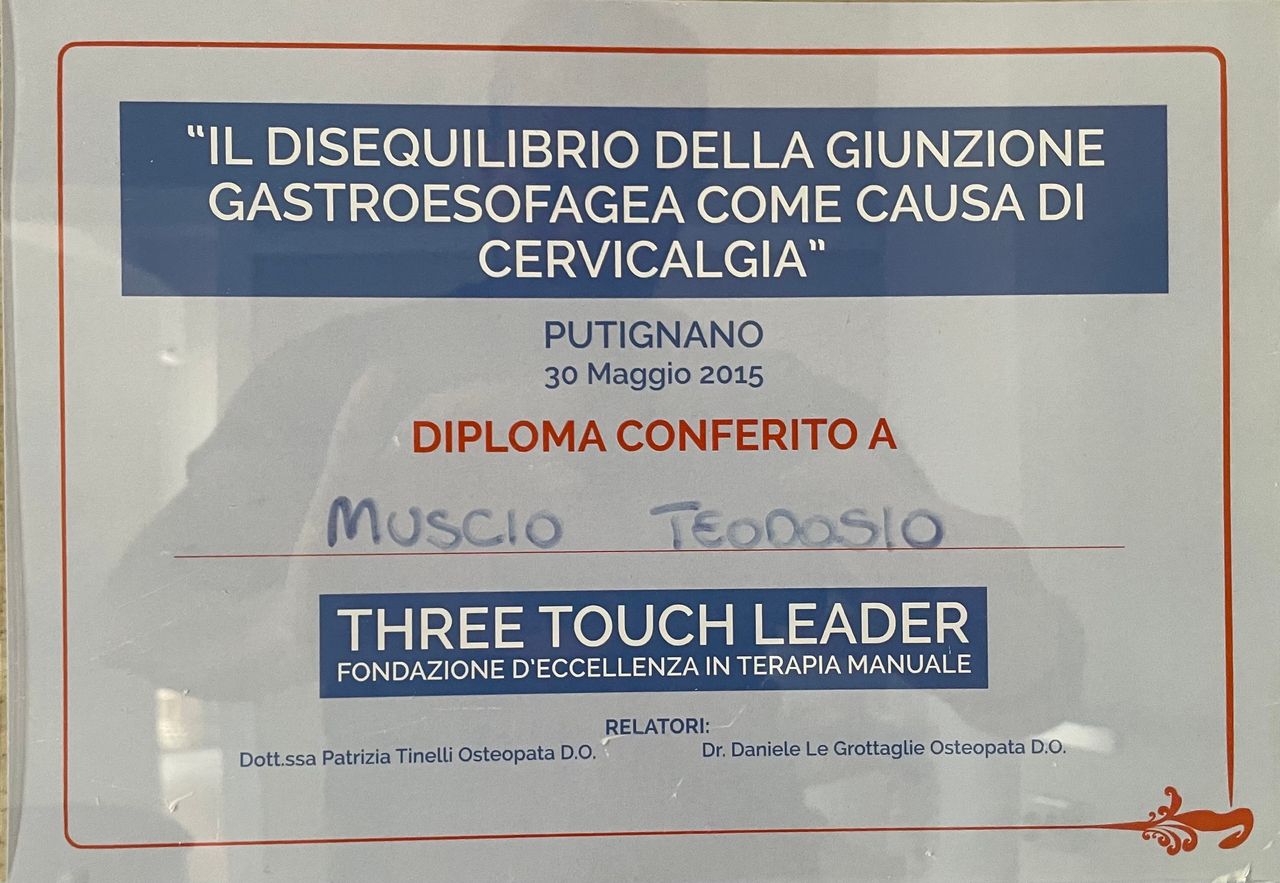 "IL DISEQUILIBRIO DELLA GIUNZIONE
GASTROESOFAGEA COME CAUSA DI
CERVICALGIA"
PUTIGNANO
30 Maggio 2015
DIPLOMA CONFERITO A
MUSCIO TEODOSIO
THREE TOUCH LEADER
FONDAZIONE D'ECCELLENZA IN TERAPIA MANUALE
RELATORI:
Dott.ssa Patrizia Tinelli Osteopata D.O. Dr. Daniele Le Grottaglie Osteopata D.O.